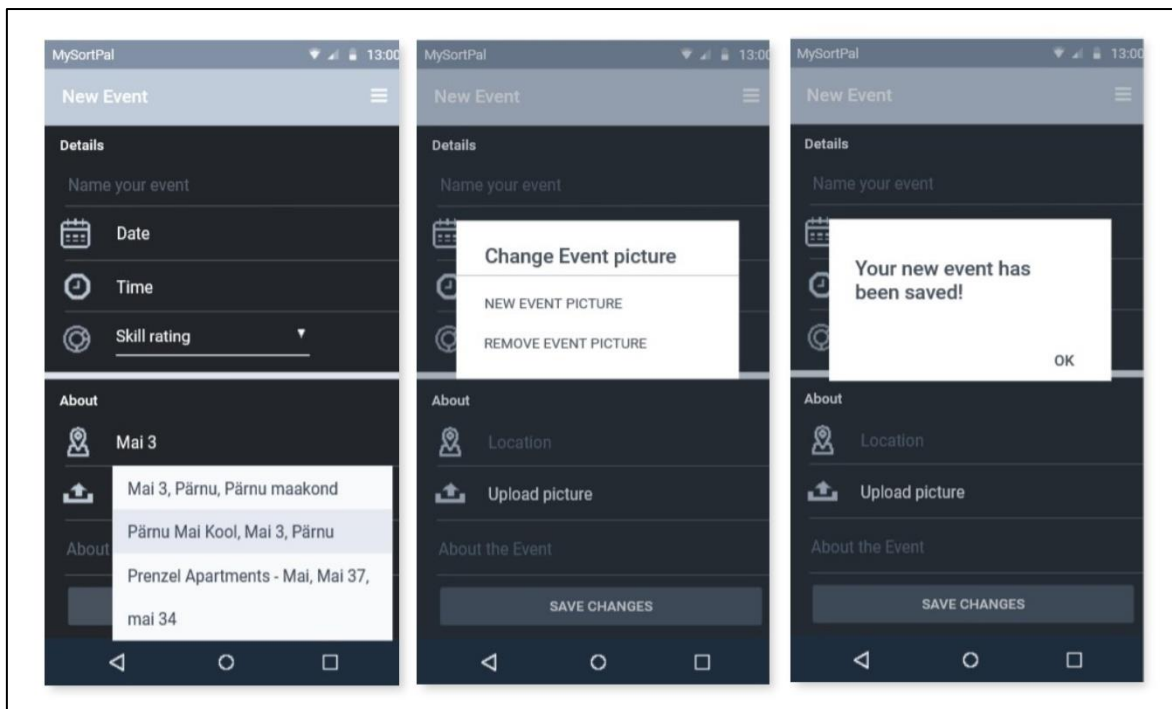 MySortPal 13:00
New Event
Details
Name your event
Date
Time
Skill rating
About
Mai 3
Mai 3, Pärnu, Pärnu maakond
Pärnu Mai Kool, Mai 3, Pärnu
About
Prenzel Apartments - Mai, Mai 37,
mai 34
MySortPal 13:00
New Event
Details
Name your event
Change Event picture
NEW EVENT PICTURE
REMOVE EVENT PICTURE
About
Location
Upload picture
About the Event
SAVE CHANGES
MySortPal 13:00
New Event
Details
Name your event
Your new event has
been saved!
OK
About
Location
Upload picture
About the Event
SAVE CHANGES